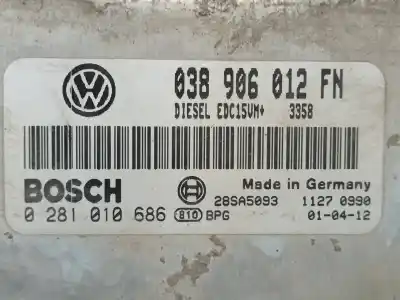 038 906 012 FN
DIESEL EDC15VM+ 3358
BOSCH
Made in Germany
28SA5093 1127 0990
0 281 010 686 810 BPG 01-04-12